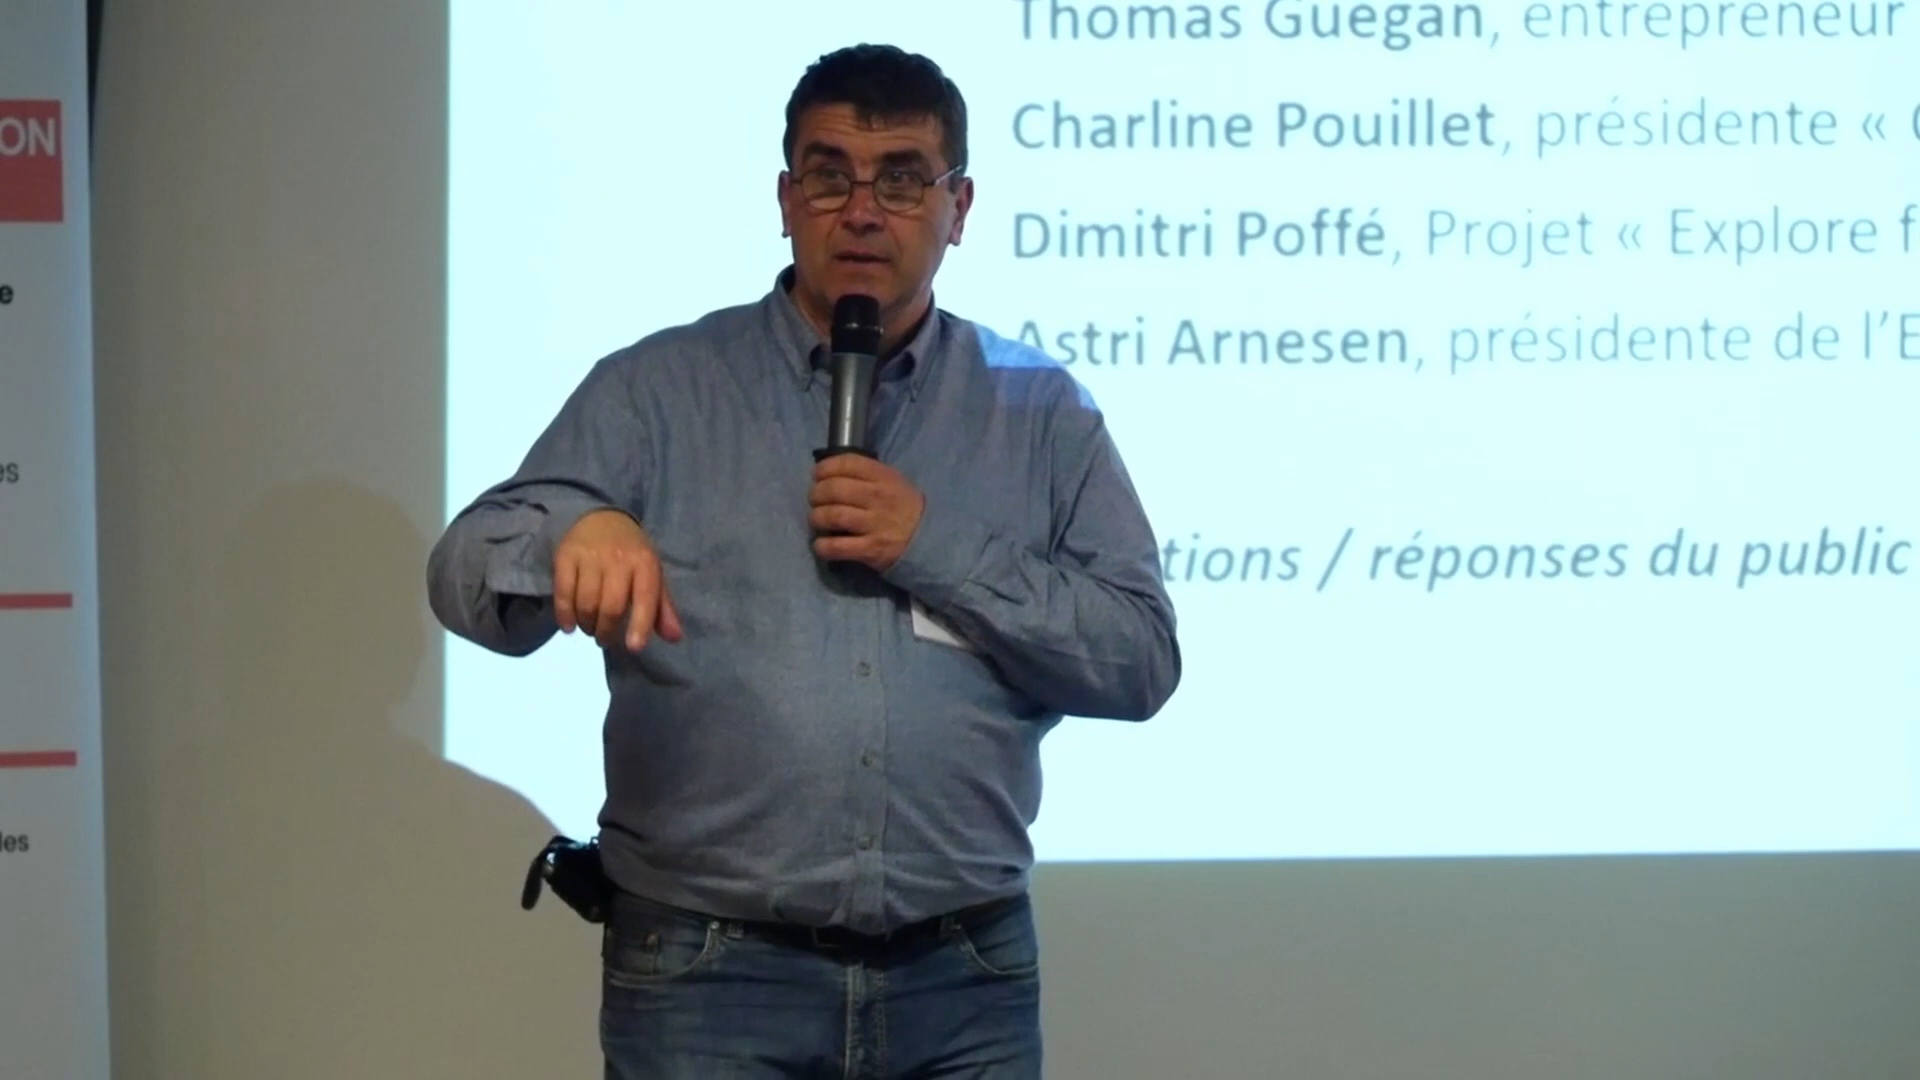 ON
e
es
les
Thomas Guegan, entrepreneur
Charline Pouillet, présidente «
Dimitri Poffé, Projet « Explore f
Astri Arnesen, présidente de l’E
tions / réponses du public